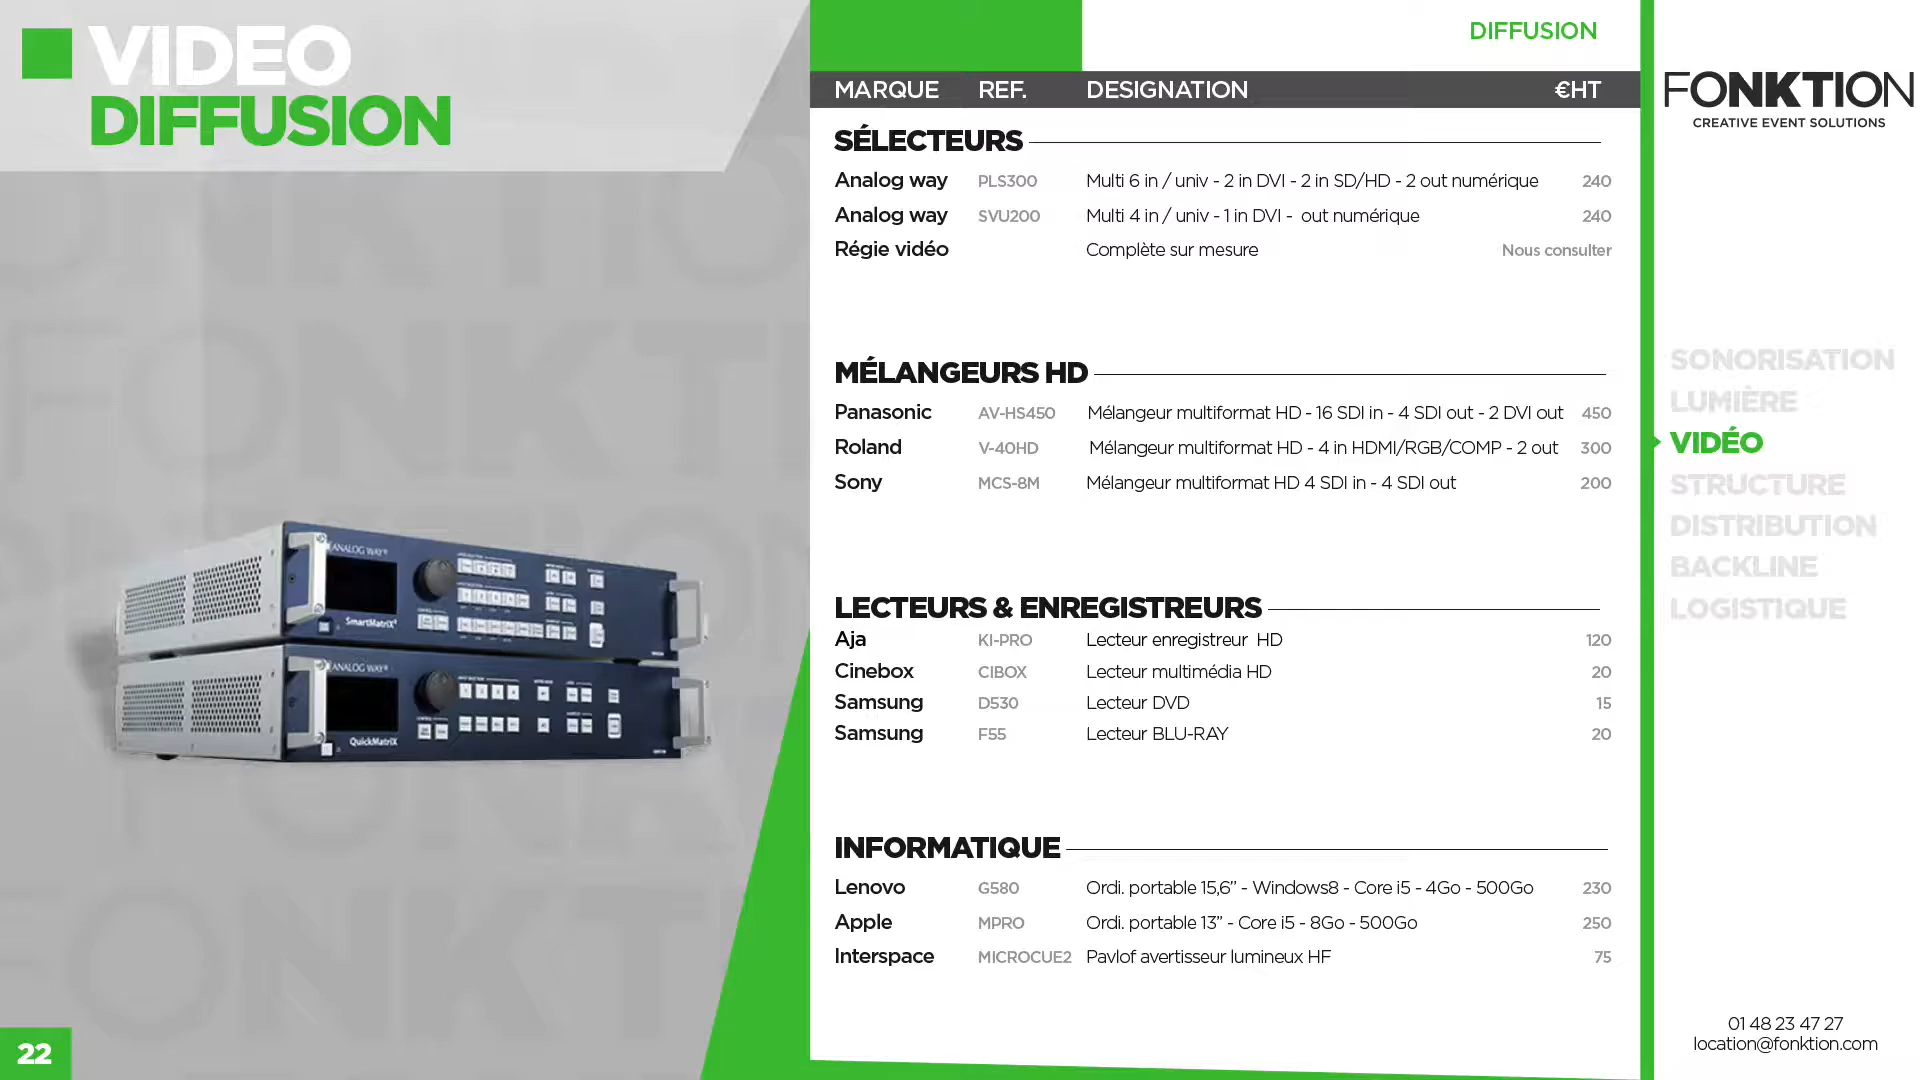 VIDEO
DIFFUSION
DIFFUSION
MARQUE REF. DESIGNATION €HT
SÉLECTEURS
Analog way PLS300 Multi 6 in / univ - 2 in DVI - 2 in SD/HD - 2 out numérique 240
Analog way SVU200 Multi 4 in / univ - 1 in DVI - out numérique 240
Régie vidéo Complète sur mesure Nous consulter
MÉLANGEURS HD
Panasonic AV-HS450 Mélangeur multiformat HD - 16 SDI in - 4 SDI out - 2 DVI out 450
Roland V-40HD Mélangeur multiformat HD - 4 in HDMI/RGB/COMP - 2 out 300
Sony MCS-8M Mélangeur multiformat HD 4 SDI in - 4 SDI out 200
LECTEURS & ENREGISTREURS
Aja KI-PRO Lecteur enregistreur HD 120
Cinebox CIBOX Lecteur multimédia HD 20
Samsung D530 Lecteur DVD 15
Samsung F55 Lecteur BLU-RAY 20
INFORMATIQUE
Lenovo G580 Ordi. portable 15,6” - Windows8 - Core i5 - 4Go - 500Go 230
Apple MPRO Ordi. portable 13” - Core i5 - 8Go - 500Go 250
Interspace MICROCUE2 Pavlof avertisseur lumineux HF 75
FONKTION
CREATIVE EVENT SOLUTIONS
SONORISATION
LUMIÈRE
VIDÉO
STRUCTURE
DISTRIBUTION
BACKLINE
LOGISTIQUE
01 48 23 47 27
location@fonktion.com
ANALOG WAY®
SmartMatriX²
ANALOG WAY®
QuickMatriX
22